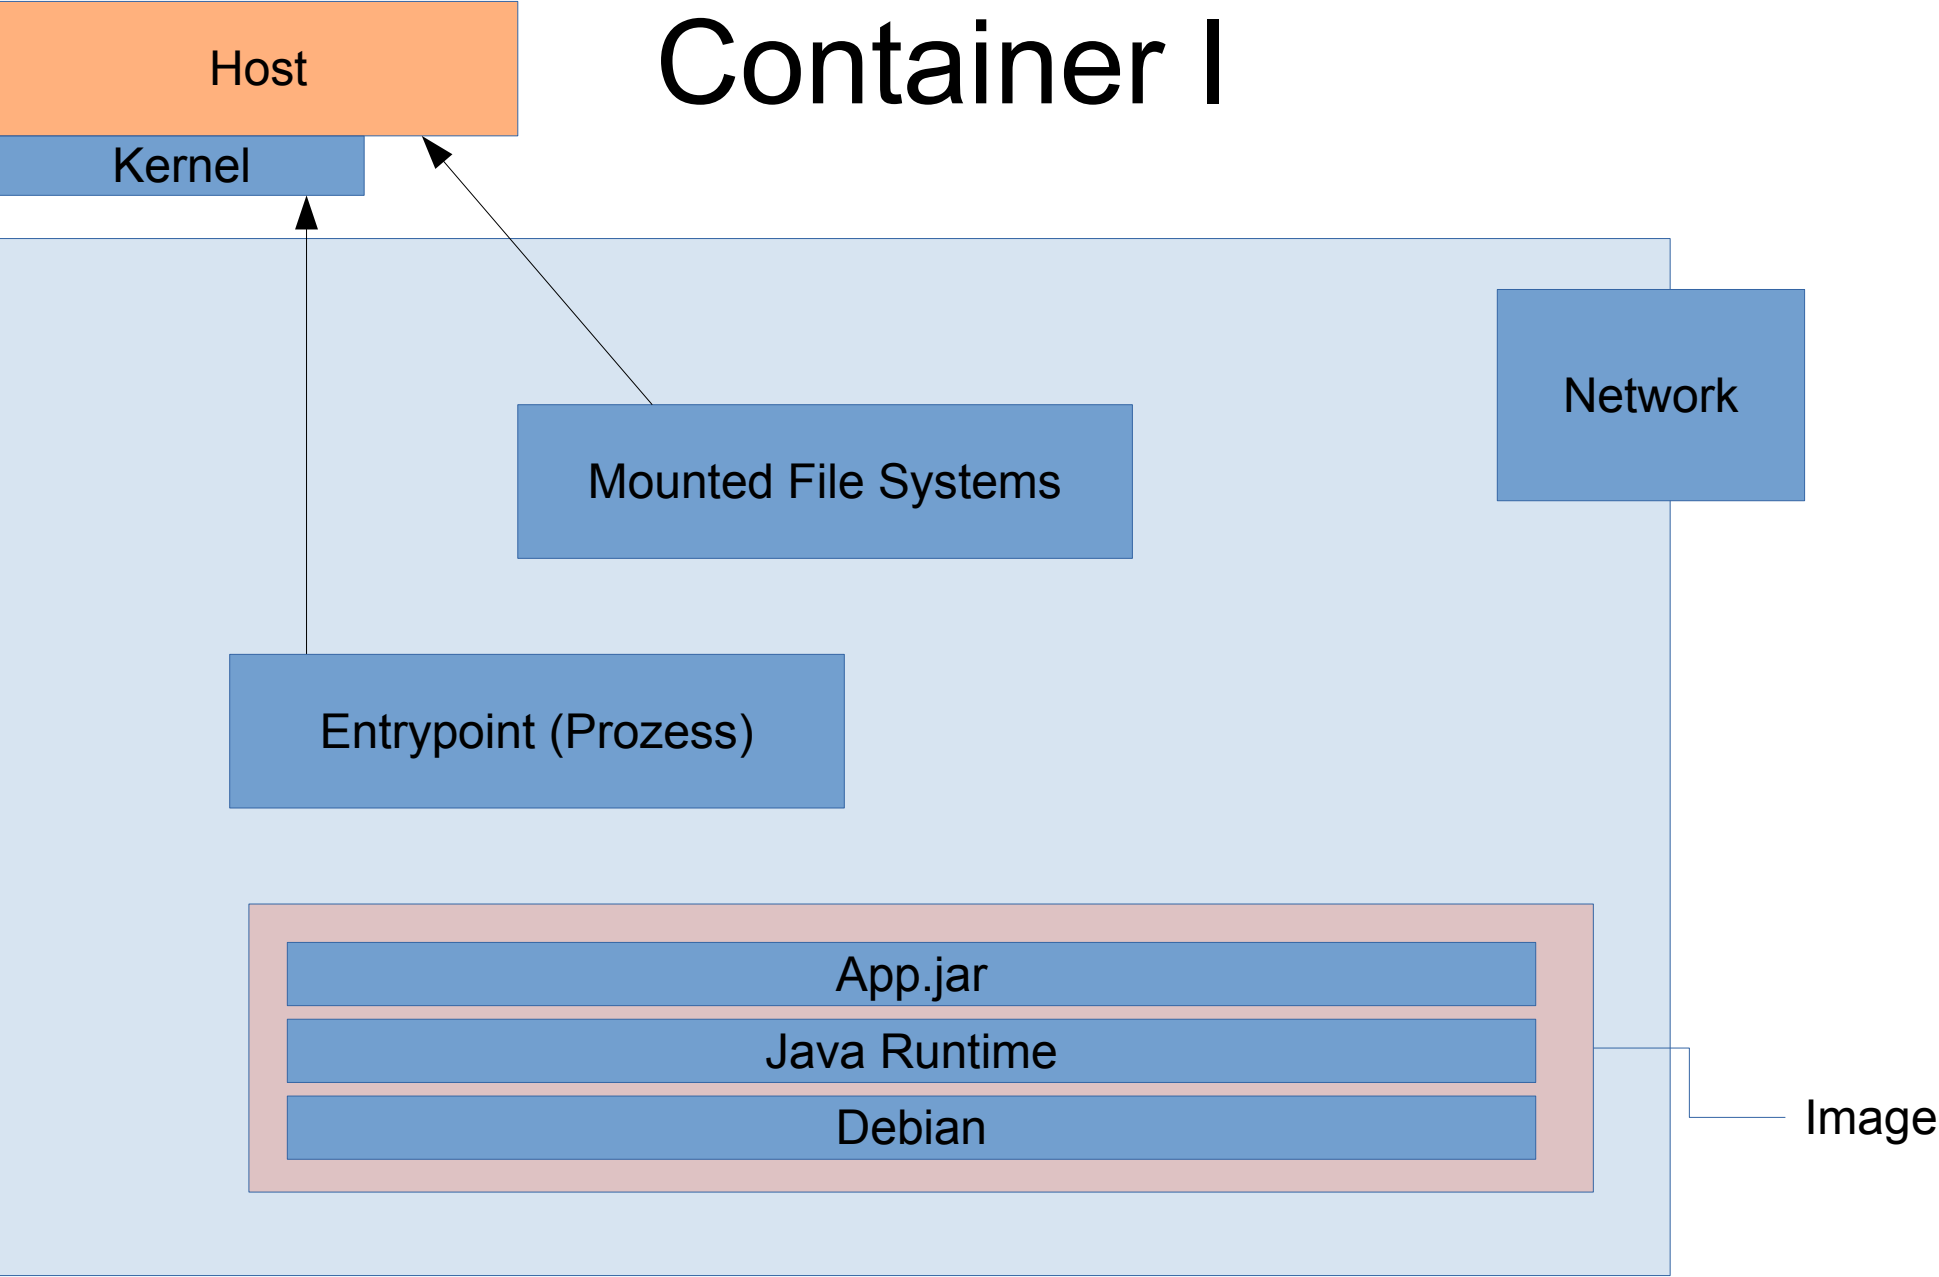 Host
Container I
Kernel
Network
Mounted File Systems
Entrypoint (Prozess)
App.jar
Java Runtime
Debian
Image